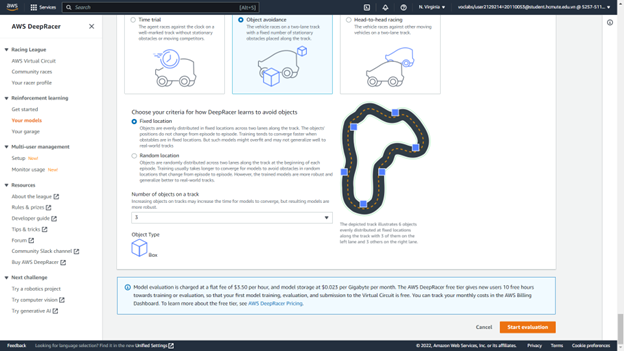 aws
Services
Search
[Alt+S]
N. Virginia
AWS DeepRacer
Racing League
AWS Virtual Circuit
Community races
Your racer profile
Reinforcement learning
Get started
Your models
Your garage
Multi-user management
Setup New!
Monitor usage New!
Resources
About the league
Rules & prizes
Developer guide
Tips & tricks
Forum
Community Slack channel
Buy AWS DeepRacer
Next challenge
Try a robotics project
Try computer vision
Try generative AI
Time trial
The agent races against the clock on a
well-marked track without stationary
obstacles or moving competitors.
Object avoidance
The vehicle races on a two-lane track
with a fixed number of stationary
obstacles placed along the track.
Head-to-head racing
The vehicle races against other moving
vehicles on a two-lane track.
Choose your criteria for how DeepRacer learns to avoid objects
Fixed location
Objects are evenly distributed in fixed locations across two lanes along the track. The objects'
positions do not change from episode to episode. Training tends to converge faster when
obstacles are in fixed locations. But such models might overfit and may not generalize well to
real-world tracks.
Random location
Objects are randomly distributed across two lanes along the track at the beginning of each
episode. Training usually takes longer to converge for models to avoid obstacles in random
locations that change from episode to episode. However, the trained models are more robust and
generalize better to real-world tracks.
Number of objects on a track
Increasing objects on tracks may increase the time for models to converge, but resulting models are
more robust.
3
Object Type
Box
The depicted track illustrates 6 objects
evenly distributed at fixed locations
along the track with 3 of them on the
left lane and 3 others on the right lane.
Model evaluation is charged at a flat fee of $3.50 per hour, and model storage at $0.023 per Gigabyte per month. The AWS DeepRacer free tier gives new users 10 free hours
towards training or evaluation, so that your first model training, evaluation, and submission to the Virtual Circuit is free. You can track your monthly costs in the AWS Billing
Dashboard. To learn more about the free tier, see AWS DeepRacer Pricing.
Cancel
Start evaluation
Feedback
Looking for language selection? Find it in the new Unified Settings
© 2022, Amazon Web Services, Inc. or its affiliates.
Privacy
Terms
Cookie preferences